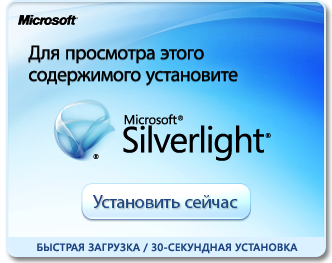 Microsoft®
Для просмотра этого
содержимого установите
Microsoft®
Silverlight®
®
Установить сейчас
БЫСТРАЯ ЗАГРУЗКА / 30-СЕКУНДНАЯ УСТАНОВКА